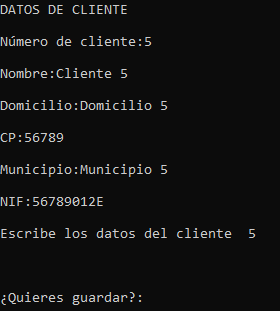 DATOS DE CLIENTE
Número de cliente:5
Nombre:Cliente 5
Domicilio:Domicilio 5
CP:56789
Municipio:Municipio 5
NIF:56789012E
Escribe los datos del cliente  5
¿Quieres guardar?: